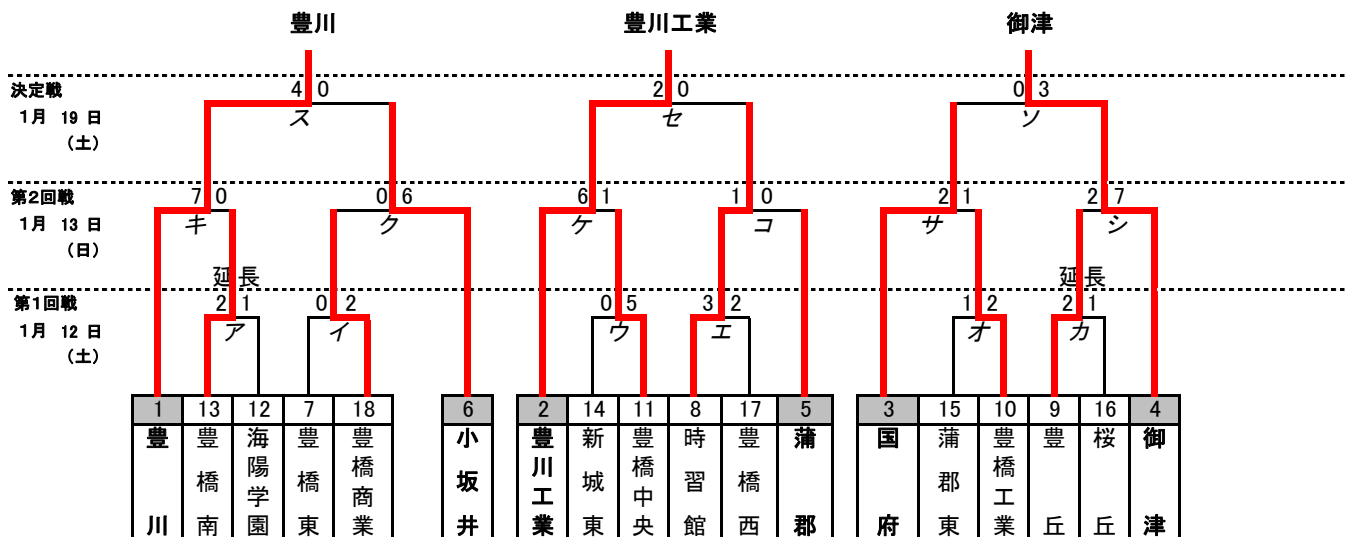 豊川 豊川工業 御津
決定戦 4 0 2 0 0 3
1月 19 日 ス セ ソ
(土)
第2回戦 7 0 0 6 6 1 1 0 2 1 2 7
1月 13 日 キ ク ケ コ サ シ
(日)
延長 延長
第1回戦 2 1 0 2 0 5 3 2 1 2 2 1
1月 12 日 ア イ ウ エ オ カ
(土)
1 13 12 7 18 6 2 14 11 8 17 5 3 15 10 9 16 4
豊川
豊橋南
海陽学園
豊橋東
豊橋商業
小坂井
豊川工業
新城東
豊橋中央
時習館
豊橋西
蒲郡
国府
蒲郡東
豊橋工業
豊丘
桜丘
御津